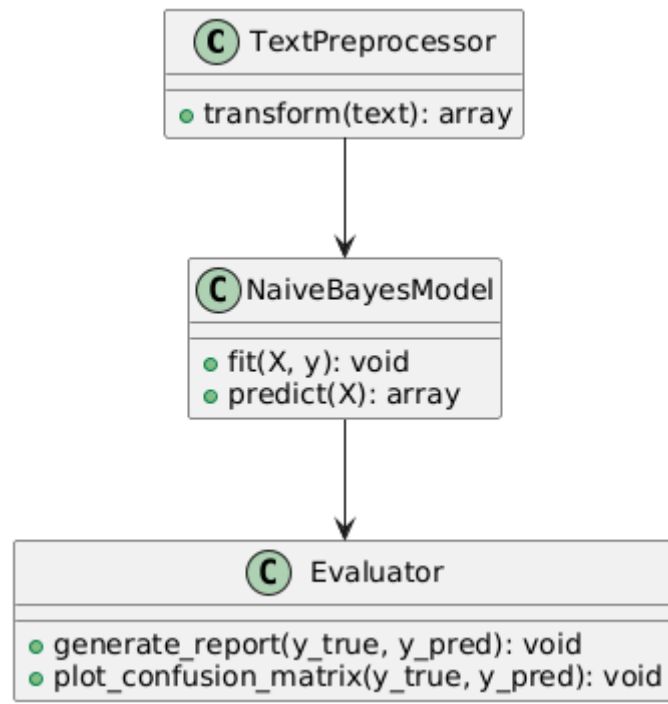 C TextPreprocessor
transform(text): array
C NaiveBayesModel
fit(X, y): void
predict(X): array
C Evaluator
generate_report(y_true, y_pred): void
plot_confusion_matrix(y_true, y_pred): void